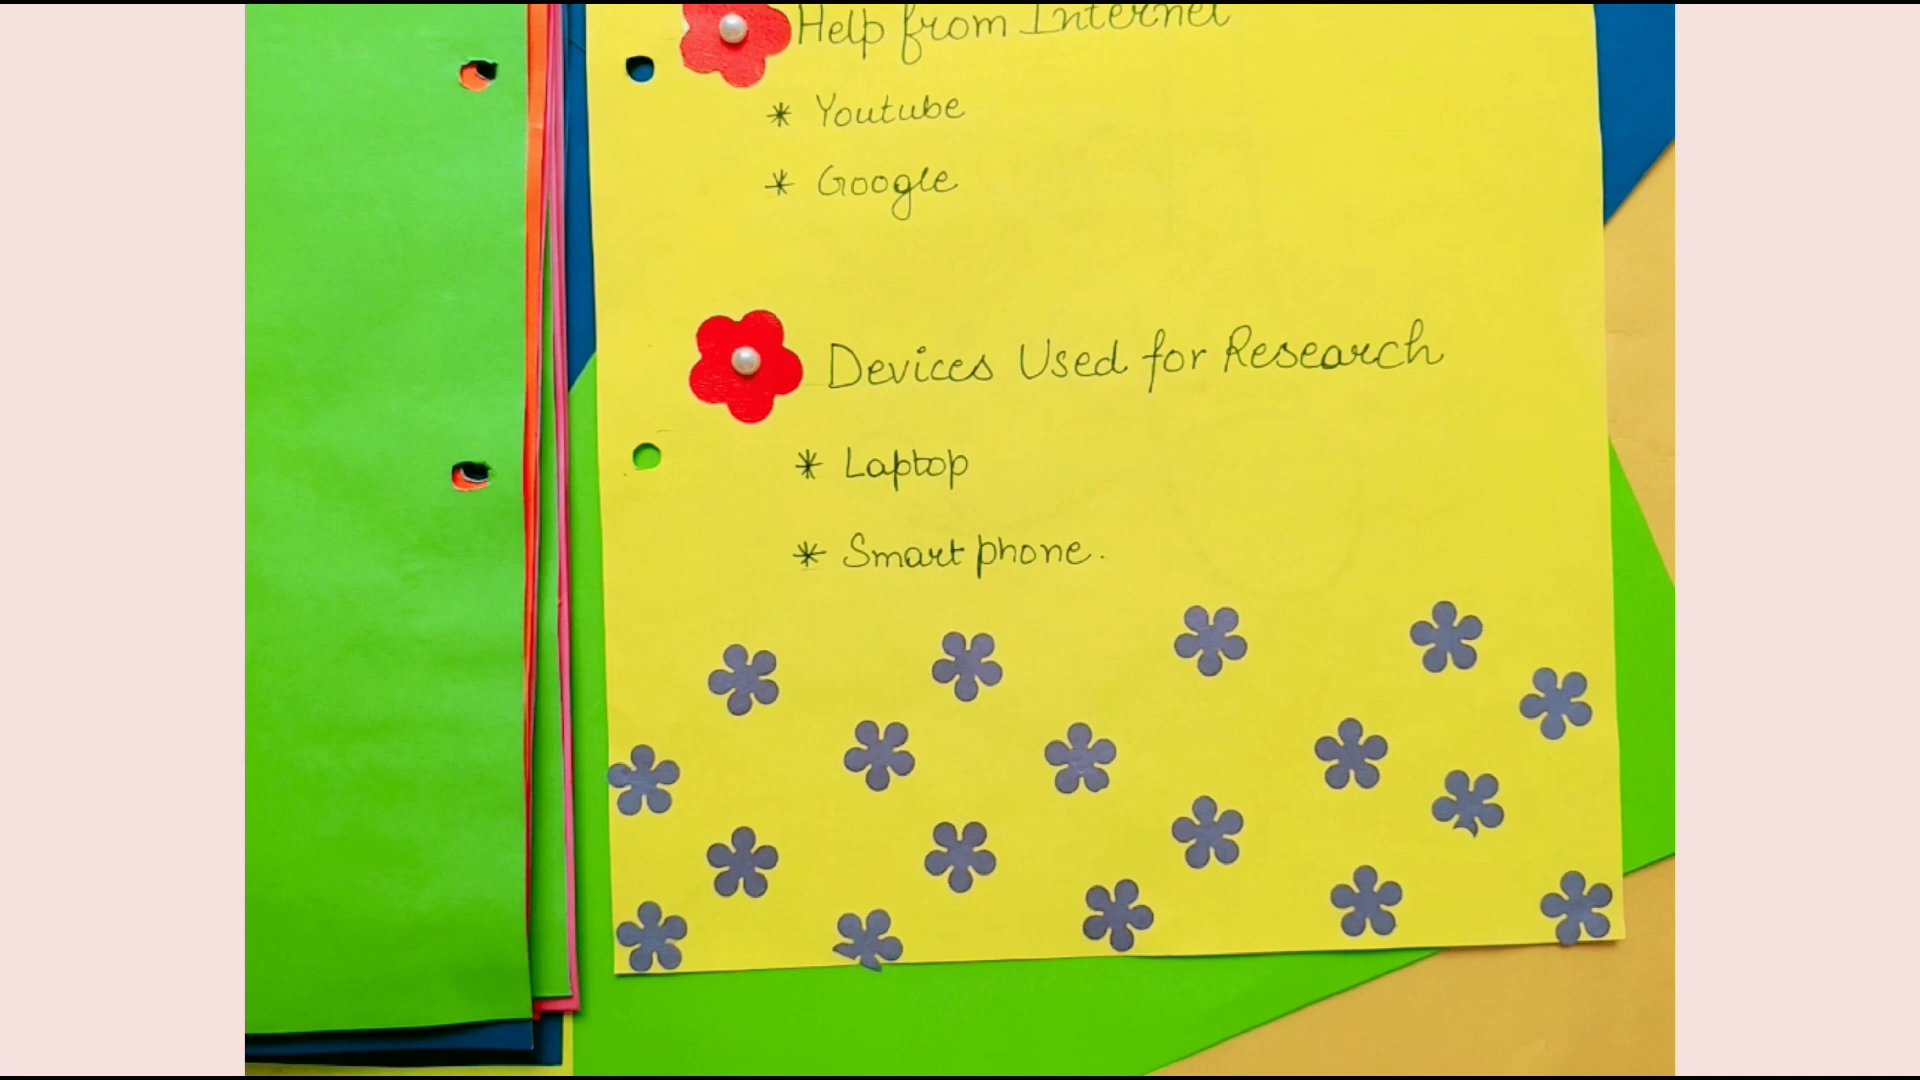 Help from Internet
* Youtube
* Google
Devices Used for Research
* Laptop
* Smart phone.